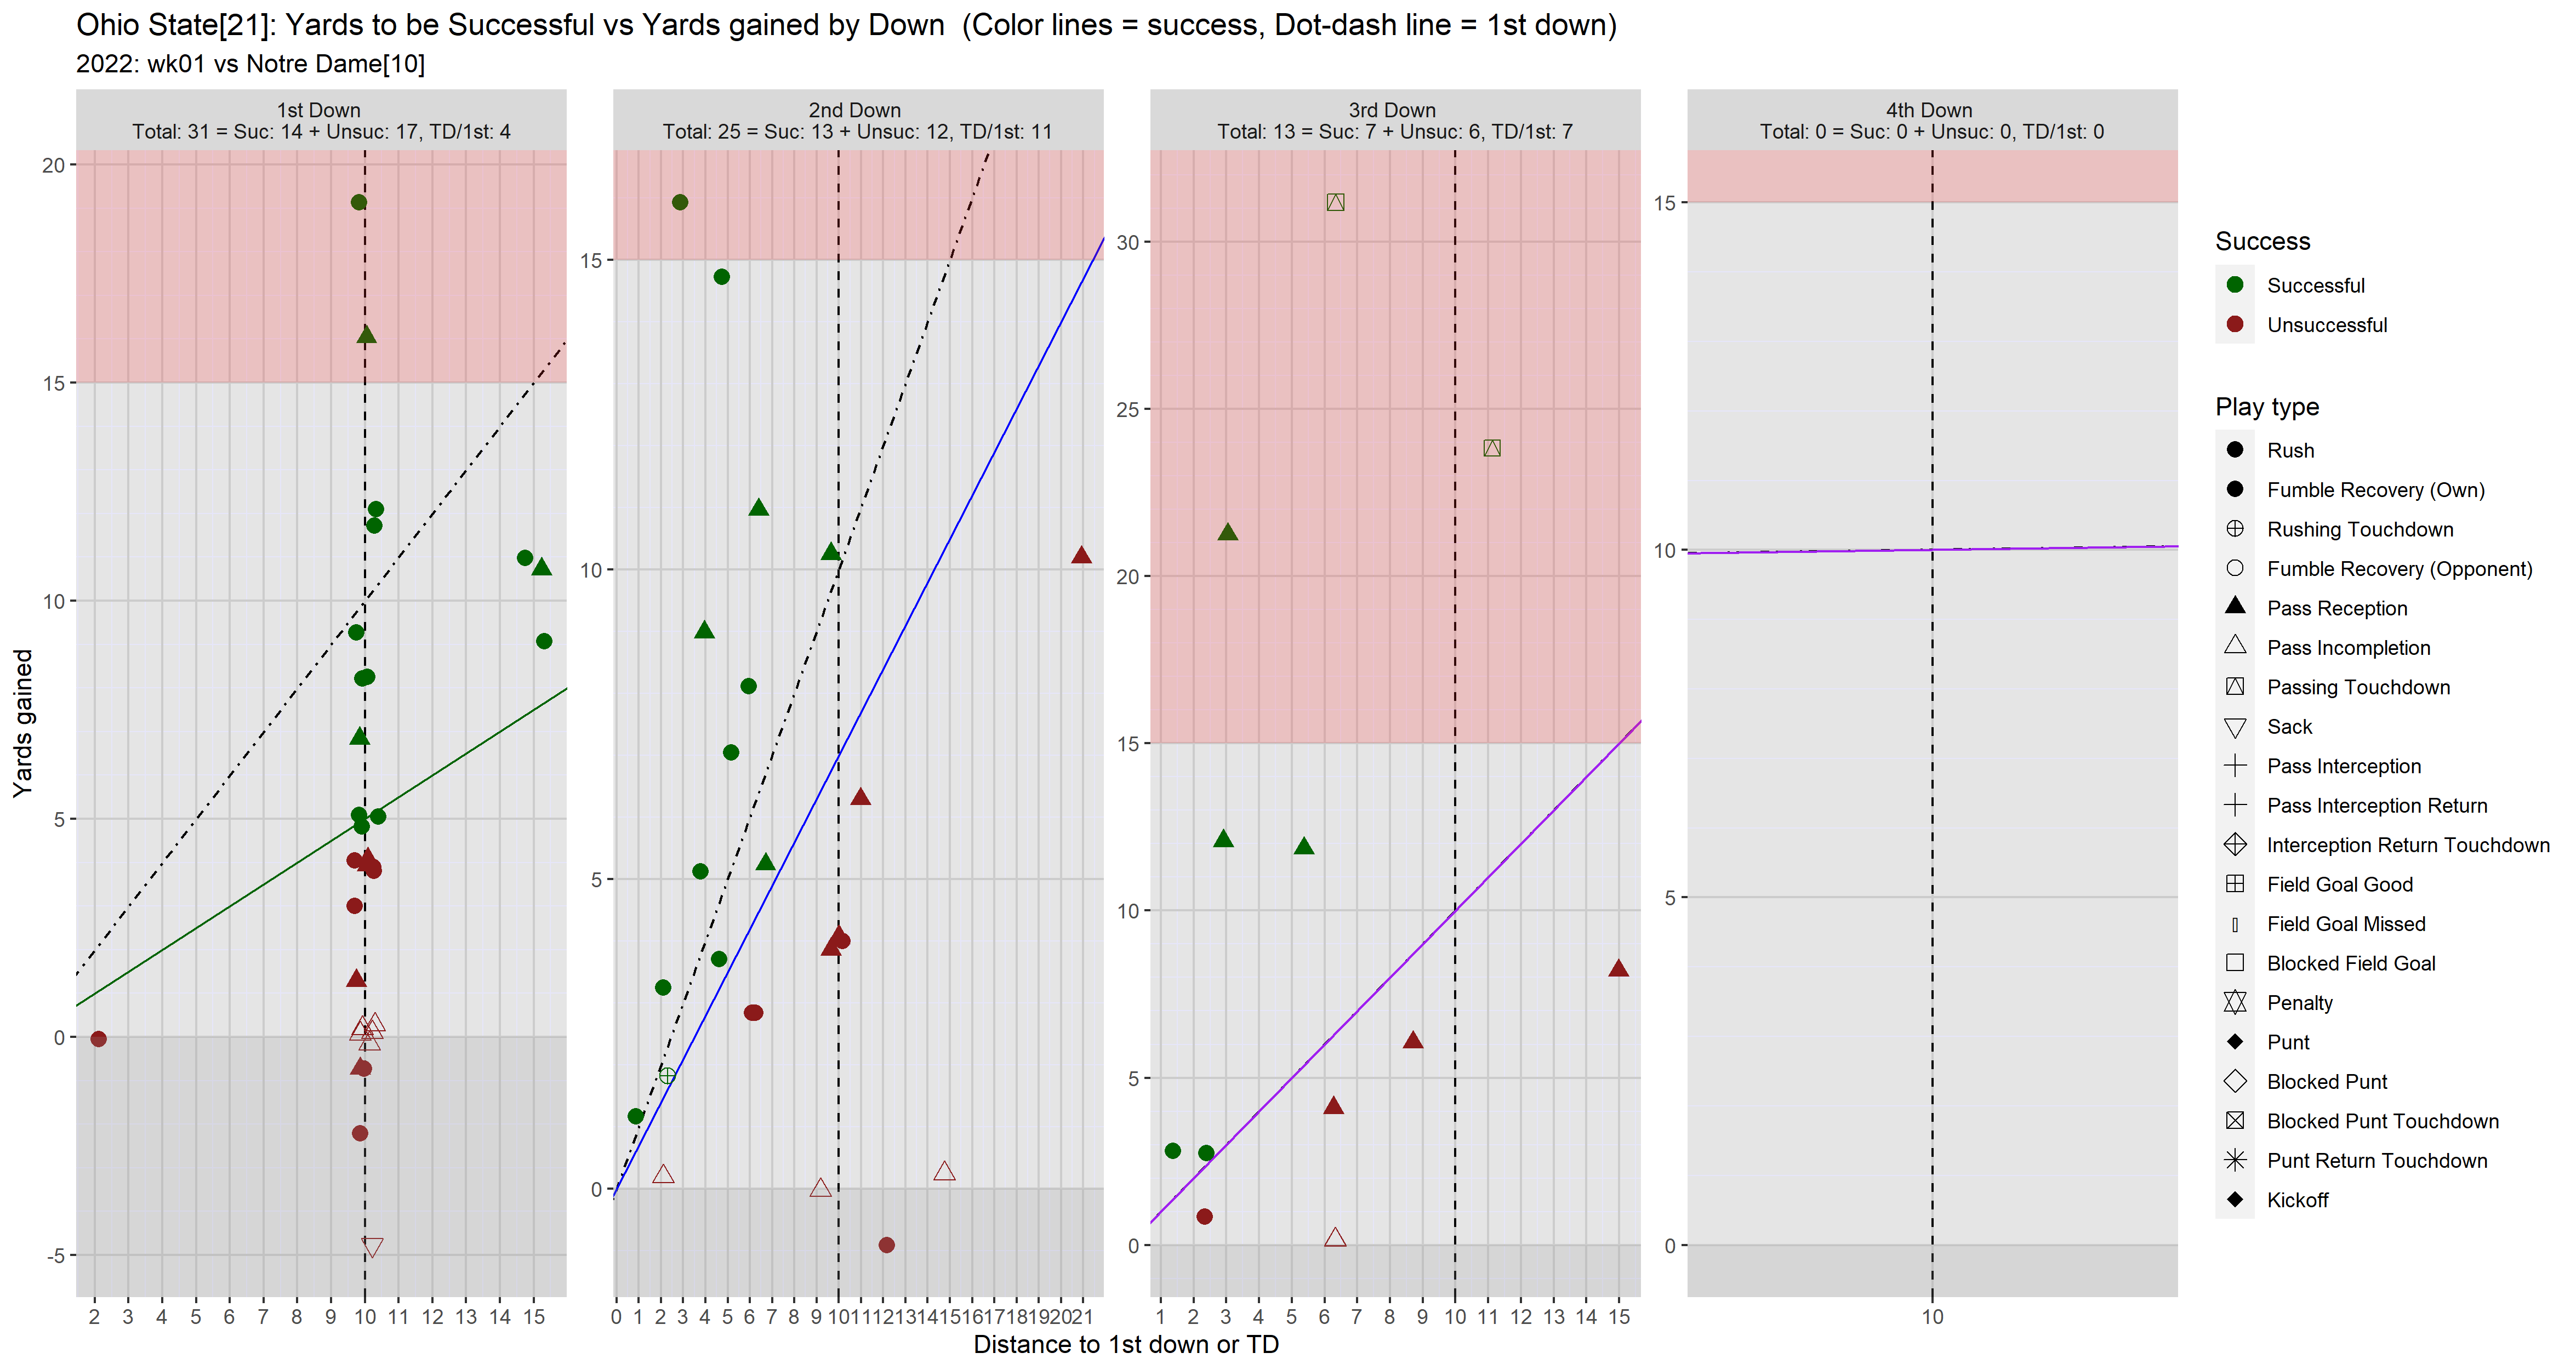 Ohio State[21]: Yards to be Successful vs Yards gained by Down  (Color lines = success, Dot-dash line = 1st down)
2022: wk01 vs Notre Dame[10]
1st Down
Total: 31 = Suc: 14 + Unsuc: 17, TD/1st: 4
2nd Down
Total: 25 = Suc: 13 + Unsuc: 12, TD/1st: 11
3rd Down
Total: 13 = Suc: 7 + Unsuc: 6, TD/1st: 7
4th Down
Total: 0 = Suc: 0 + Unsuc: 0, TD/1st: 0
Yards gained
20
15
10
5
0
-5
2 3 4 5 6 7 8 9 10 11 12 13 14 15
15
10
5
0
0 1 2 3 4 5 6 7 8 9 10 11 12 13 14 15 16 17 18 19 20 21
30
25
20
15
10
5
0
1 2 3 4 5 6 7 8 9 10 11 12 13 14 15
15
10
5
0
10
Distance to 1st down or TD
Success
Successful
Unsuccessful
Play type
Rush
Fumble Recovery (Own)
Rushing Touchdown
Fumble Recovery (Opponent)
Pass Reception
Pass Incompletion
Passing Touchdown
Sack
Pass Interception
Pass Interception Return
Interception Return Touchdown
Field Goal Good
Field Goal Missed
Blocked Field Goal
Penalty
Punt
Blocked Punt
Blocked Punt Touchdown
Punt Return Touchdown
Kickoff